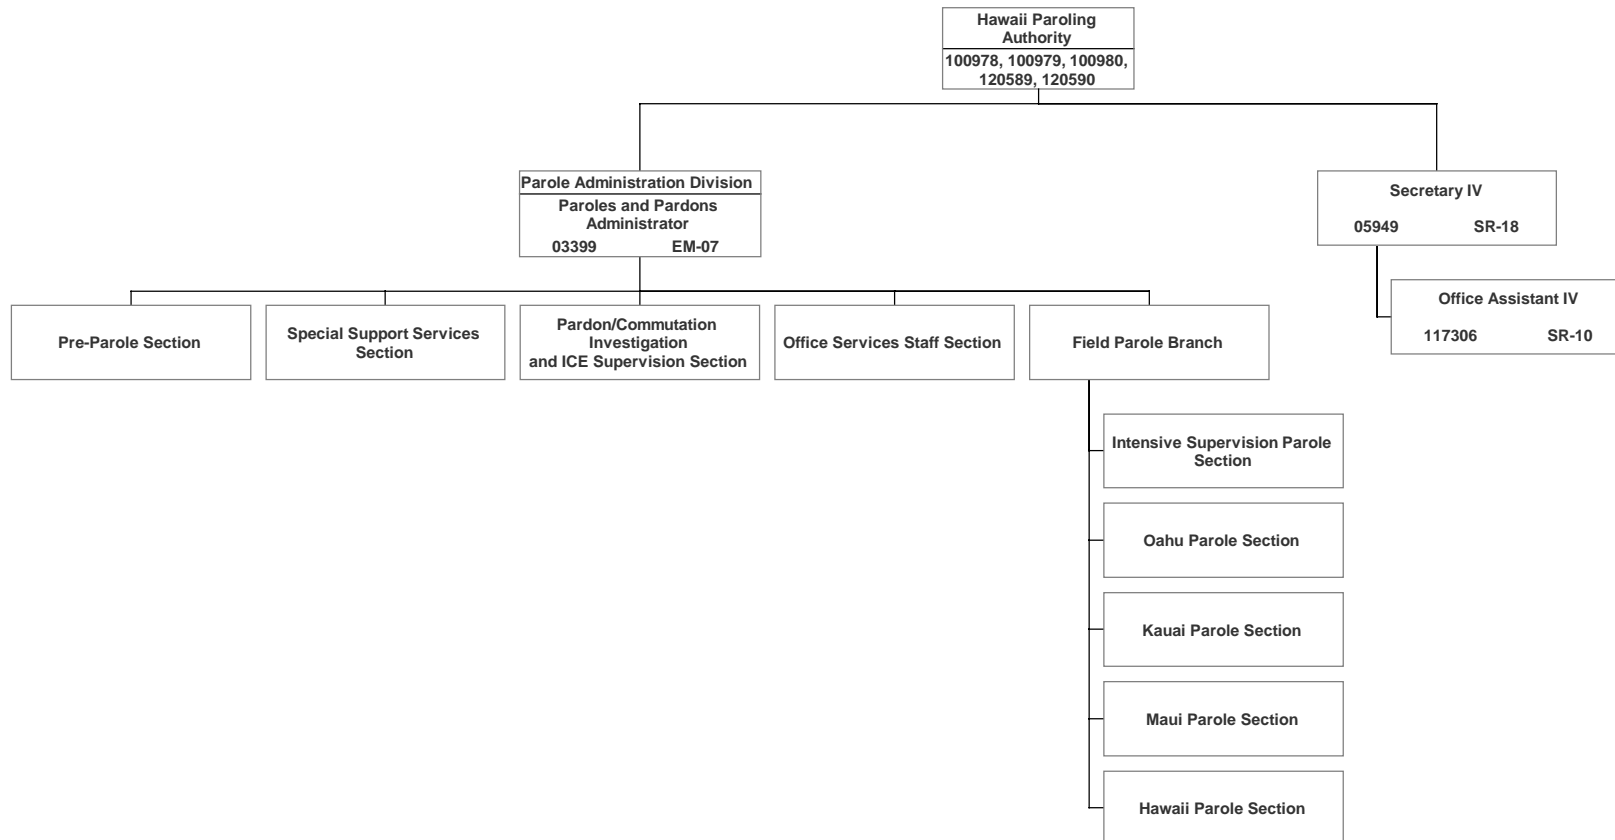 Hawaii Paroling
Authority
100978, 100979, 100980,
120589, 120590
Parole Administration Division
Paroles and Pardons
Administrator
03399 EM-07
Secretary IV
05949 SR-18
Office Assistant IV
117306 SR-10
Pre-Parole Section
Special Support Services
Section
Pardon/Commutation
Investigation
and ICE Supervision Section
Office Services Staff Section
Field Parole Branch
Intensive Supervision Parole
Section
Oahu Parole Section
Kauai Parole Section
Maui Parole Section
Hawaii Parole Section